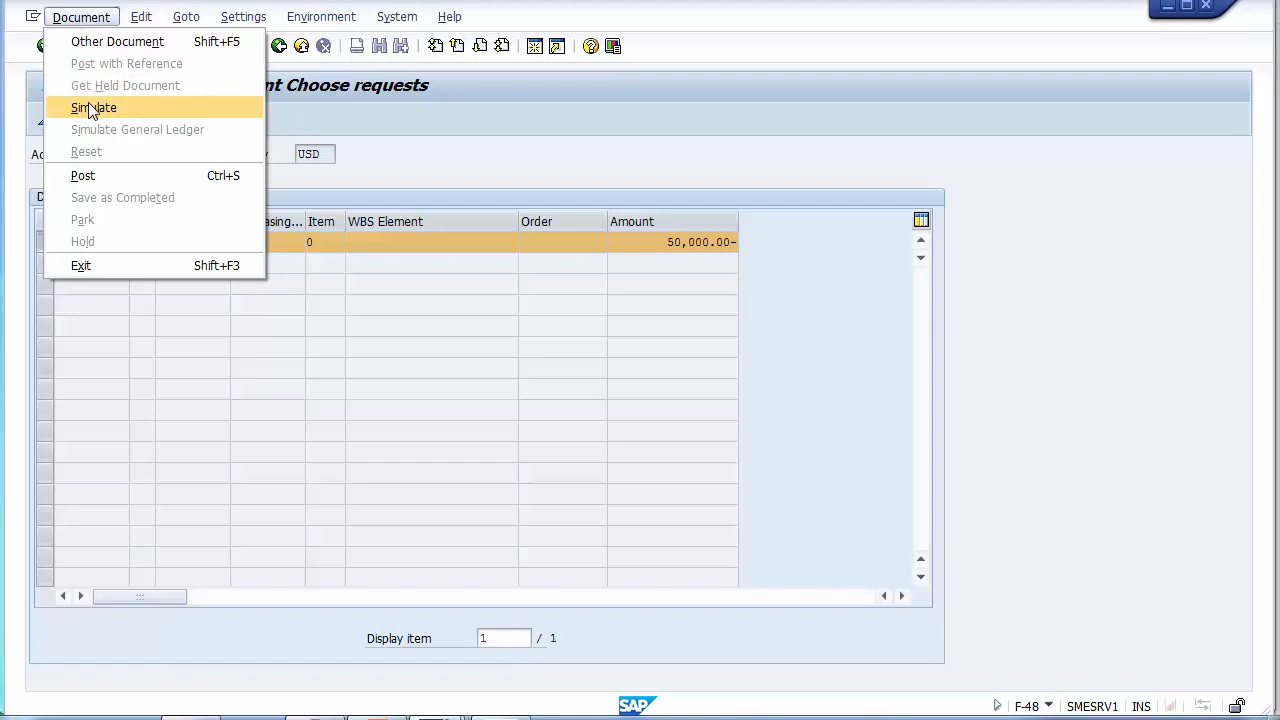 Document Edit Goto Settings Environment System Help
Other Document Shift+F5
Post with Reference
Get Held Document
Simulate
Simulate General Ledger
Reset
Post Ctrl+S
Save as Completed
Park
Hold
Exit Shift+F3
Choose requests
USD
Item WBS Element Order Amount
0 50,000.00-
Display item 1 / 1
SAP
F-48 SMESRV1 INS